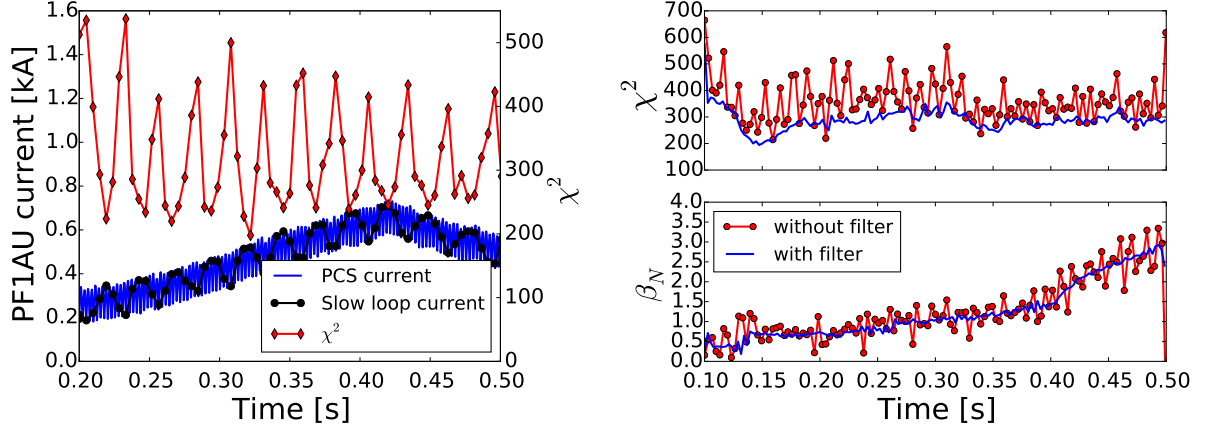 PF1AU current [kA]
1.6
1.4
1.2
1.0
0.8
0.6
0.4
0.2
0.0
0.20 0.25 0.30 0.35 0.40 0.45 0.50
Time [s]
500
400
300
200
100
0
χ²
PCS current
Slow loop current
χ²
χ²
700
600
500
400
300
200
100
β_N
4.0
3.5
3.0
2.5
2.0
1.5
1.0
0.5
0.0
without filter
with filter
0.10 0.15 0.20 0.25 0.30 0.35 0.40 0.45 0.50
Time [s]